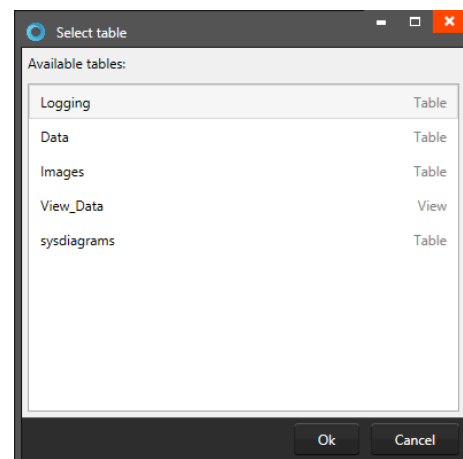 Select table
Available tables:
Logging Table
Data Table
Images Table
View_Data View
sysdiagrams Table
Ok Cancel